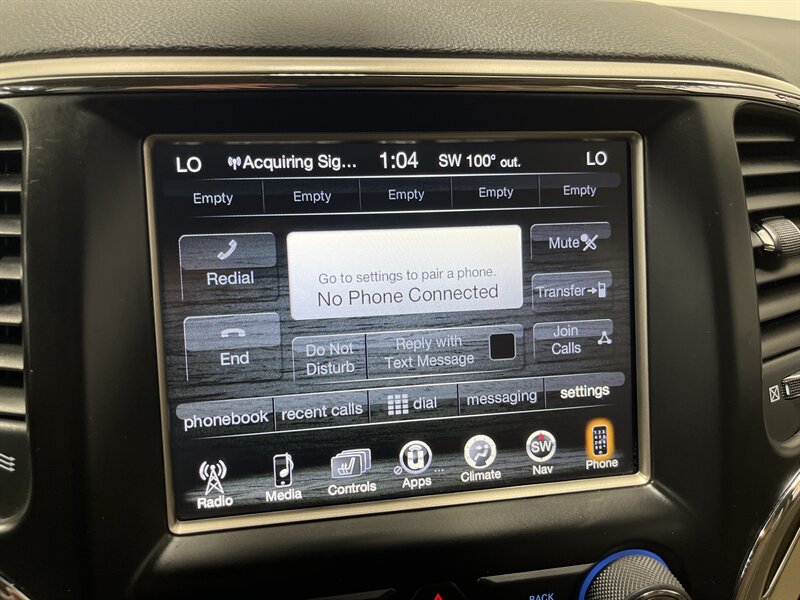 LO Acquiring Sig... 1:04 SW 100° out. LO
Empty Empty Empty Empty Empty
Redial
Go to settings to pair a phone.
No Phone Connected
Mute
Transfer
End
Do Not
Disturb
Reply with
Text Message
Join
Calls
phonebook recent calls dial messaging settings
Radio Media Controls Apps Climate SW Nav Phone
BACK